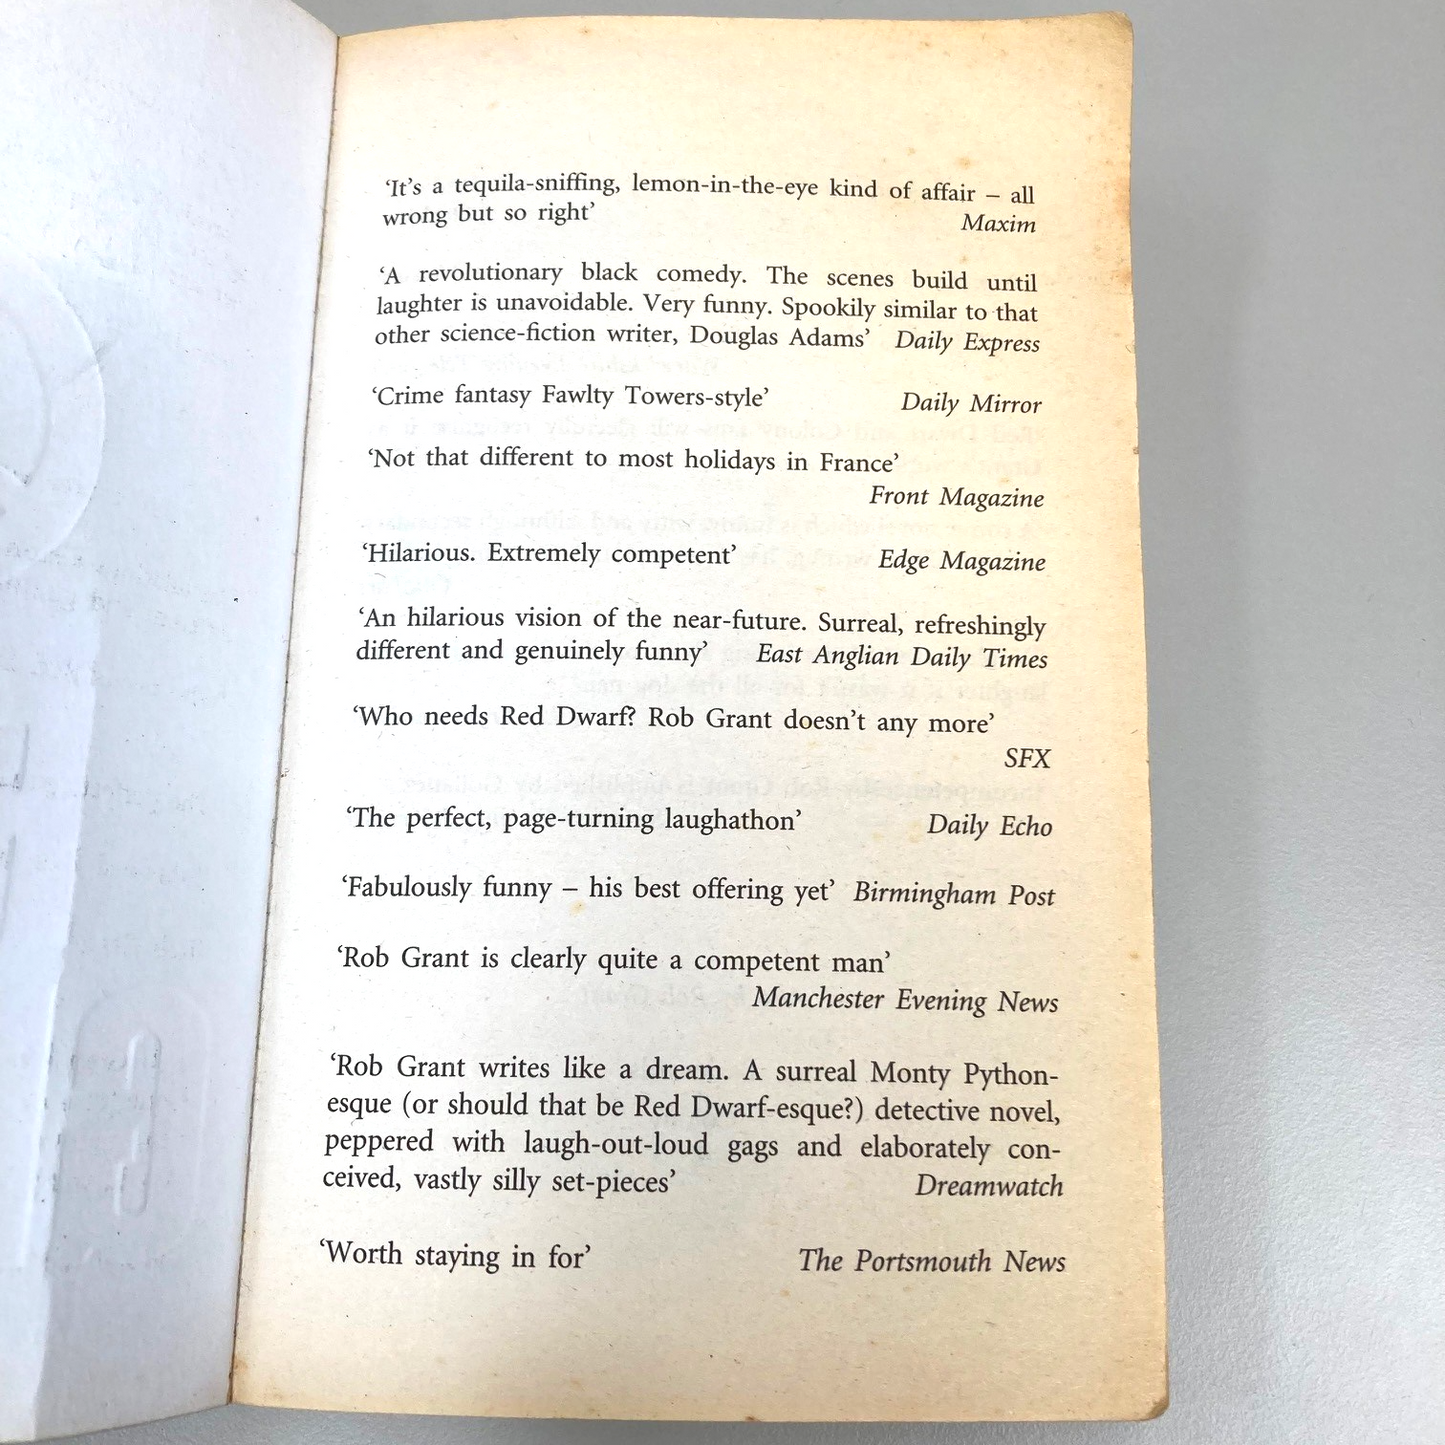 ‘It’s a tequila-sniffing, lemon-in-the-eye kind of affair – all
wrong but so right’ Maxim
‘A revolutionary black comedy. The scenes build until
laughter is unavoidable. Very funny. Spookily similar to that
other science-fiction writer, Douglas Adams’ Daily Express
‘Crime fantasy Fawlty Towers-style’ Daily Mirror
‘Not that different to most holidays in France’
Front Magazine
‘Hilarious. Extremely competent’ Edge Magazine
‘An hilarious vision of the near-future. Surreal, refreshingly
different and genuinely funny’ East Anglian Daily Times
‘Who needs Red Dwarf? Rob Grant doesn’t any more’
SFX
‘The perfect, page-turning laughathon’ Daily Echo
‘Fabulously funny – his best offering yet’ Birmingham Post
‘Rob Grant is clearly quite a competent man’
Manchester Evening News
‘Rob Grant writes like a dream. A surreal Monty Python-
esque (or should that be Red Dwarf-esque?) detective novel,
peppered with laugh-out-loud gags and elaborately con-
ceived, vastly silly set-pieces’ Dreamwatch
‘Worth staying in for’ The Portsmouth News